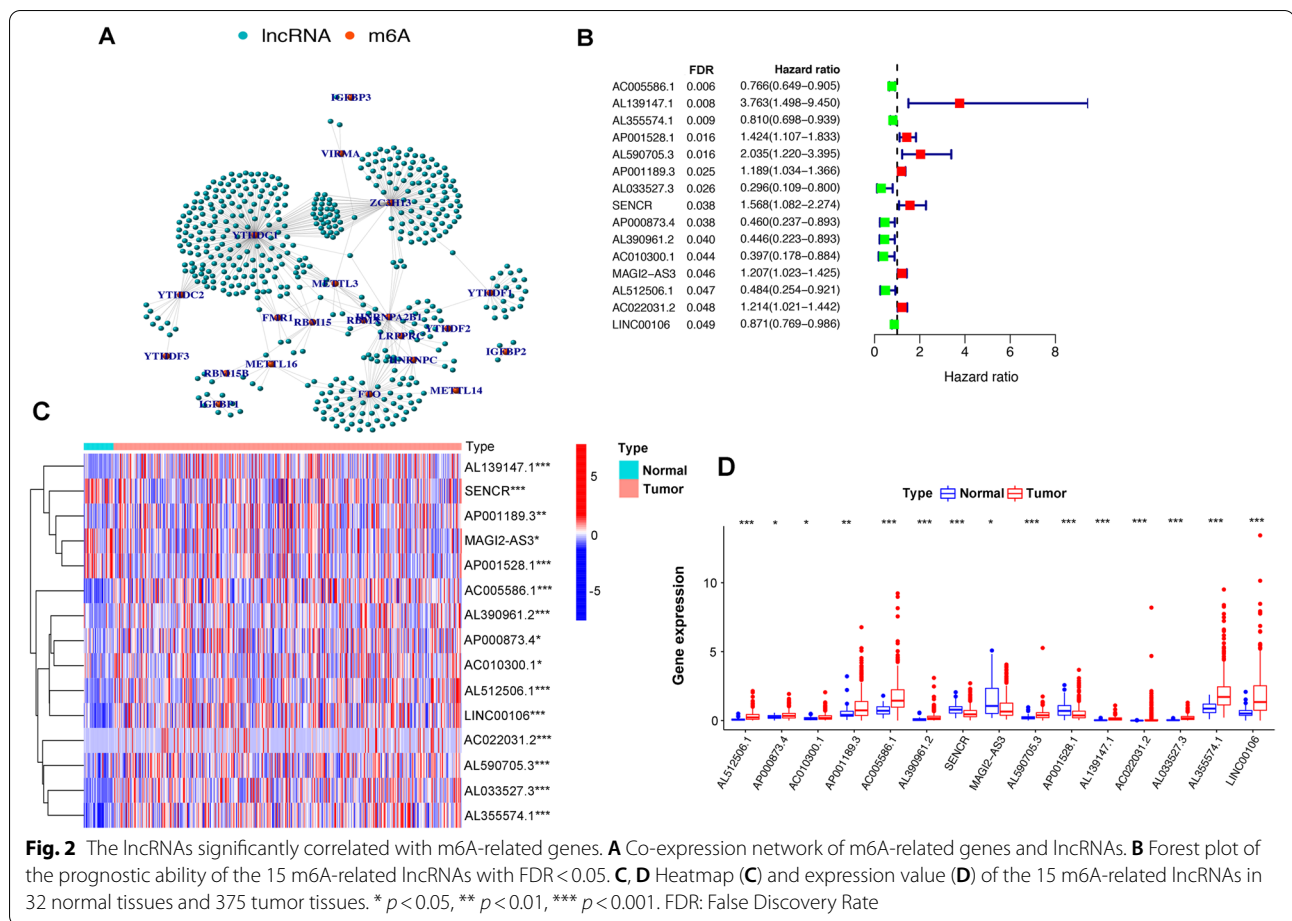 A
lncRNA m6A
IGFBP3
VIRMA
ZC3H13
YTHDC1
METTL3
YTHDC2
YTHDF1
FMR1
RBM15
HNRNPA2B1
YTHDF2
LRPPRC
YTHDF3
METTL16
HNRNPC
IGFBP2
RBM15B
IGFBP1
FTO
METTL14
B
FDR Hazard ratio
AC005586.1 0.006 0.766(0.649−0.905)
AL139147.1 0.008 3.763(1.498−9.450)
AL355574.1 0.009 0.810(0.698−0.939)
AP001528.1 0.016 1.424(1.107−1.833)
AL590705.3 0.016 2.035(1.220−3.395)
AP001189.3 0.025 1.189(1.034−1.366)
AL033527.3 0.026 0.296(0.109−0.800)
SENCR 0.038 1.568(1.082−2.274)
AP000873.4 0.038 0.460(0.237−0.893)
AL390961.2 0.040 0.446(0.223−0.893)
AC010300.1 0.044 0.397(0.178−0.884)
MAGI2−AS3 0.046 1.207(1.023−1.425)
AL512506.1 0.047 0.484(0.254−0.921)
AC022031.2 0.048 1.214(1.021−1.442)
LINC00106 0.049 0.871(0.769−0.986)
0 2 4 6 8
Hazard ratio
C
Type
AL139147.1***
SENCR***
AP001189.3**
MAGI2−AS3*
AP001528.1***
AC005586.1***
AL390961.2***
AP000873.4*
AC010300.1*
AL512506.1***
LINC00106***
AC022031.2***
AL590705.3***
AL033527.3***
AL355574.1***
5
-5
Type
Normal
Tumor
D
Type Normal Tumor
*** * * ** *** *** *** * *** *** *** *** *** *** ***
Gene expression
10
5
0
AL512506.1
AP000873.4
AC010300.1
AP001189.3
AC005586.1
AL390961.2
SENCR
MAGI2−AS3
AL590705.3
AP001528.1
AL139147.1
AC022031.2
AL033527.3
AL355574.1
LINC00106
Fig. 2 The lncRNAs significantly correlated with m6A-related genes. A Co-expression network of m6A-related genes and lncRNAs. B Forest plot of
the prognostic ability of the 15 m6A-related lncRNAs with FDR < 0.05. C, D Heatmap (C) and expression value (D) of the 15 m6A-related lncRNAs in
32 normal tissues and 375 tumor tissues. * p < 0.05, ** p < 0.01, *** p < 0.001. FDR: False Discovery Rate